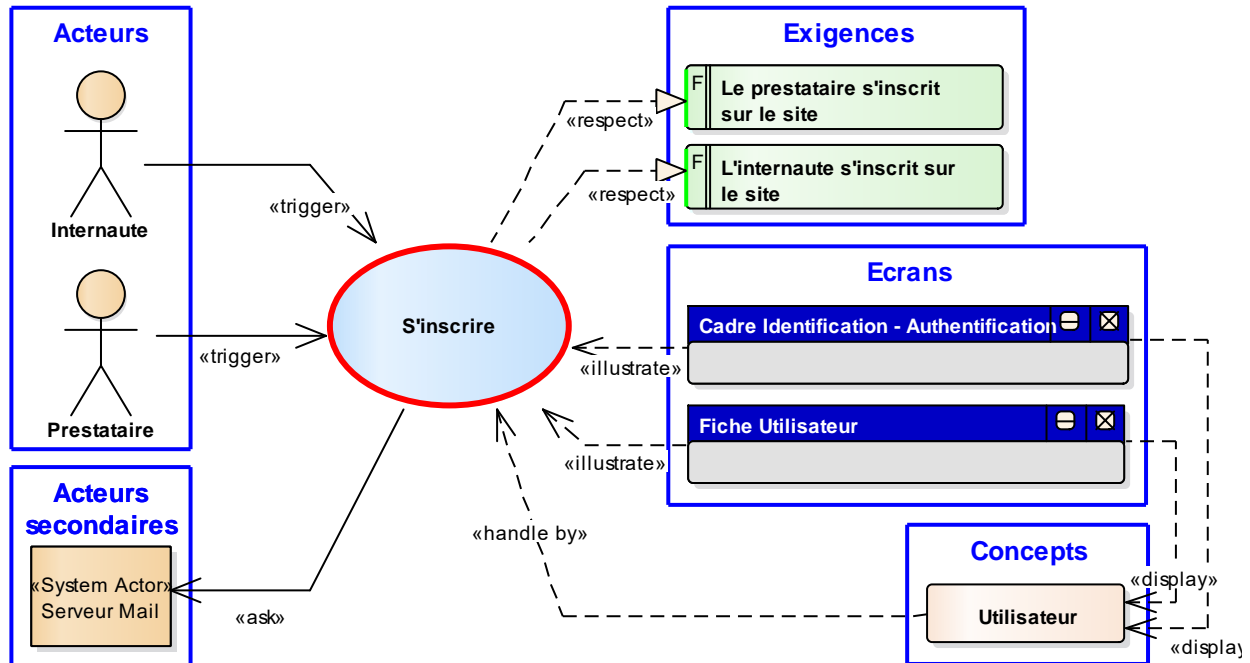 Acteurs
Internaute
Prestataire
«trigger»
«trigger»
Acteurs
secondaires
«System Actor»
Serveur Mail
«ask»
S'inscrire
Exigences
F
Le prestataire s'inscrit
sur le site
F
L'internaute s'inscrit sur
le site
«respect»
«respect»
Ecrans
Cadre Identification - Authentification
Fiche Utilisateur
«illustrate»
«illustrate»
«handle by»
Concepts
Utilisateur
«display»
«display